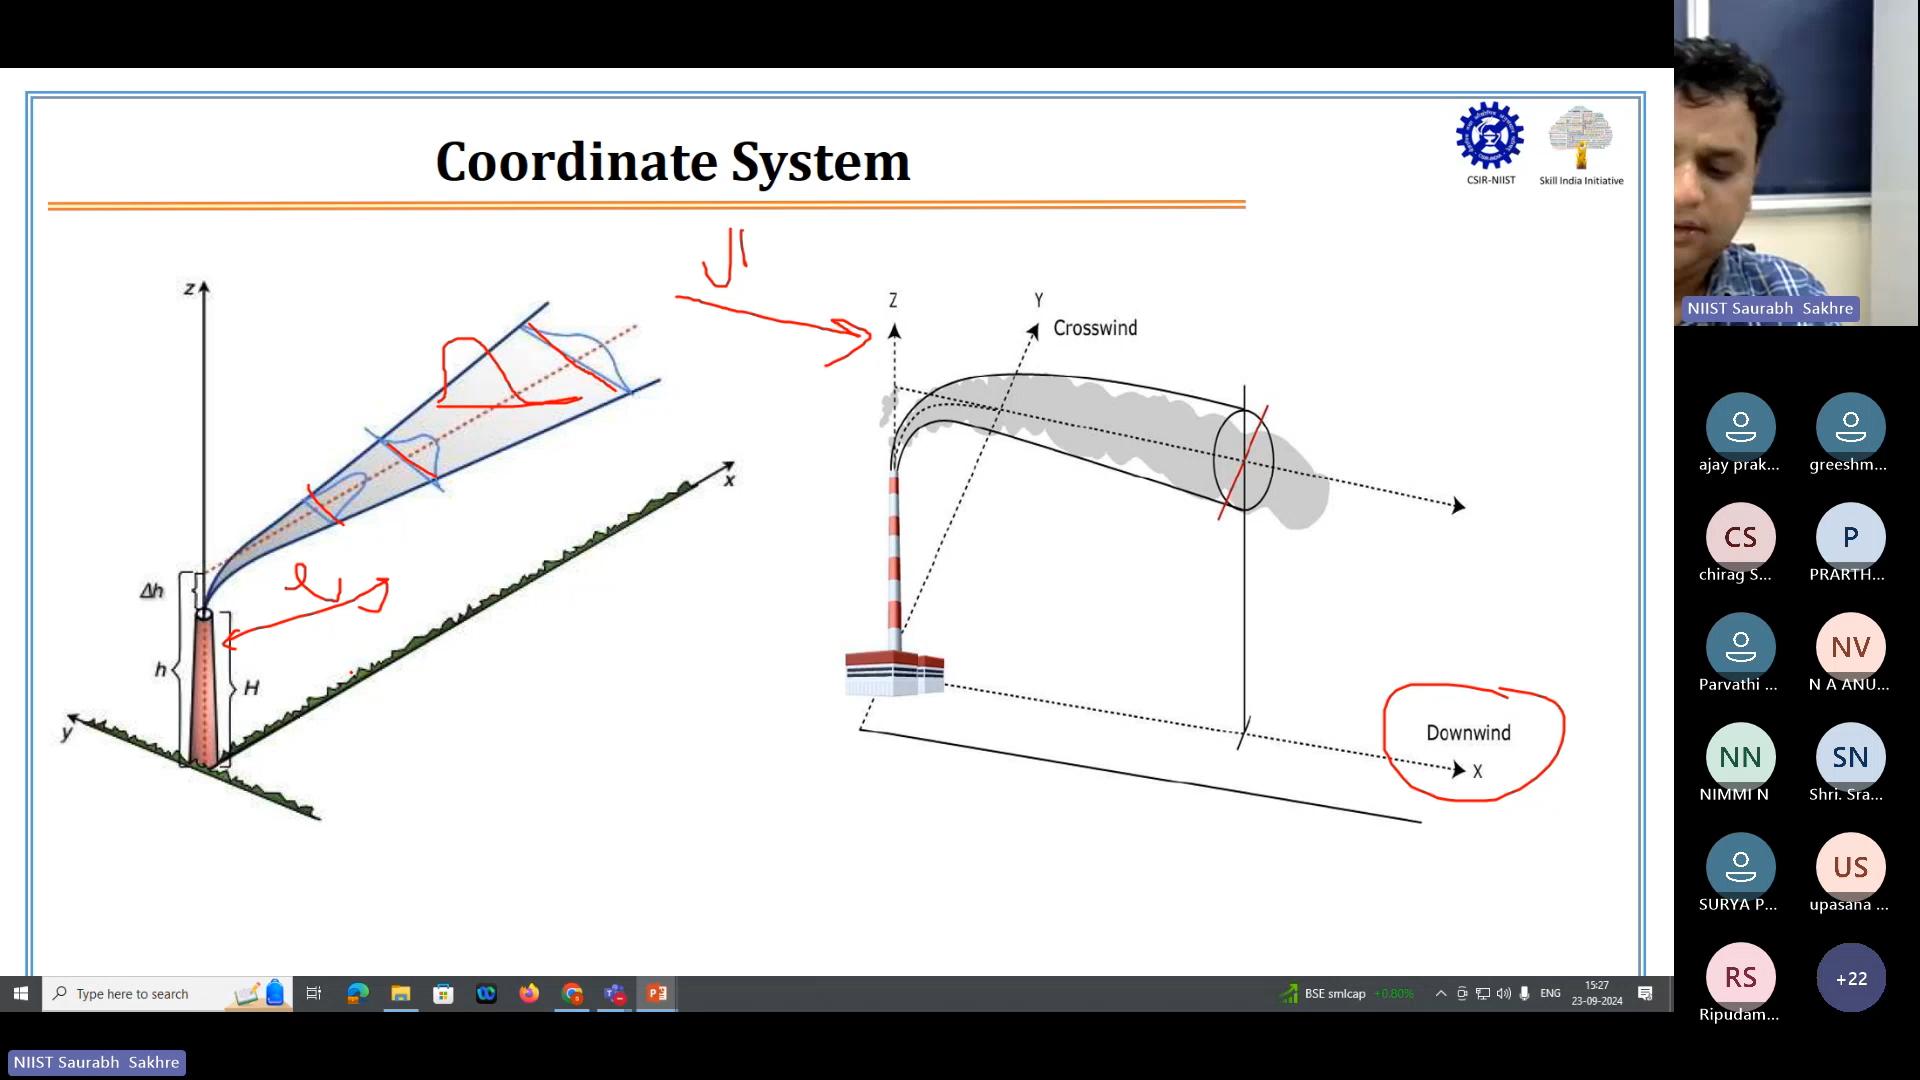 Coordinate System
CSIR-NIIST
Skill India Initiative
z
x
Δh
h
H
y
Z
Y
Crosswind
Downwind
X
NIIST Saurabh Sakhre
ajay prak...
greeshm...
CS
chirag S...
P
PRARTH...
Parvathi ...
NV
N A ANU...
NN
NIMMI N
SN
Shri. Sra...
SURYA P...
US
upasana ...
RS
Ripudam...
+22
Type here to search
BSE smlcap +0.80%
ENG
15:27
23-09-2024
NIIST Saurabh Sakhre